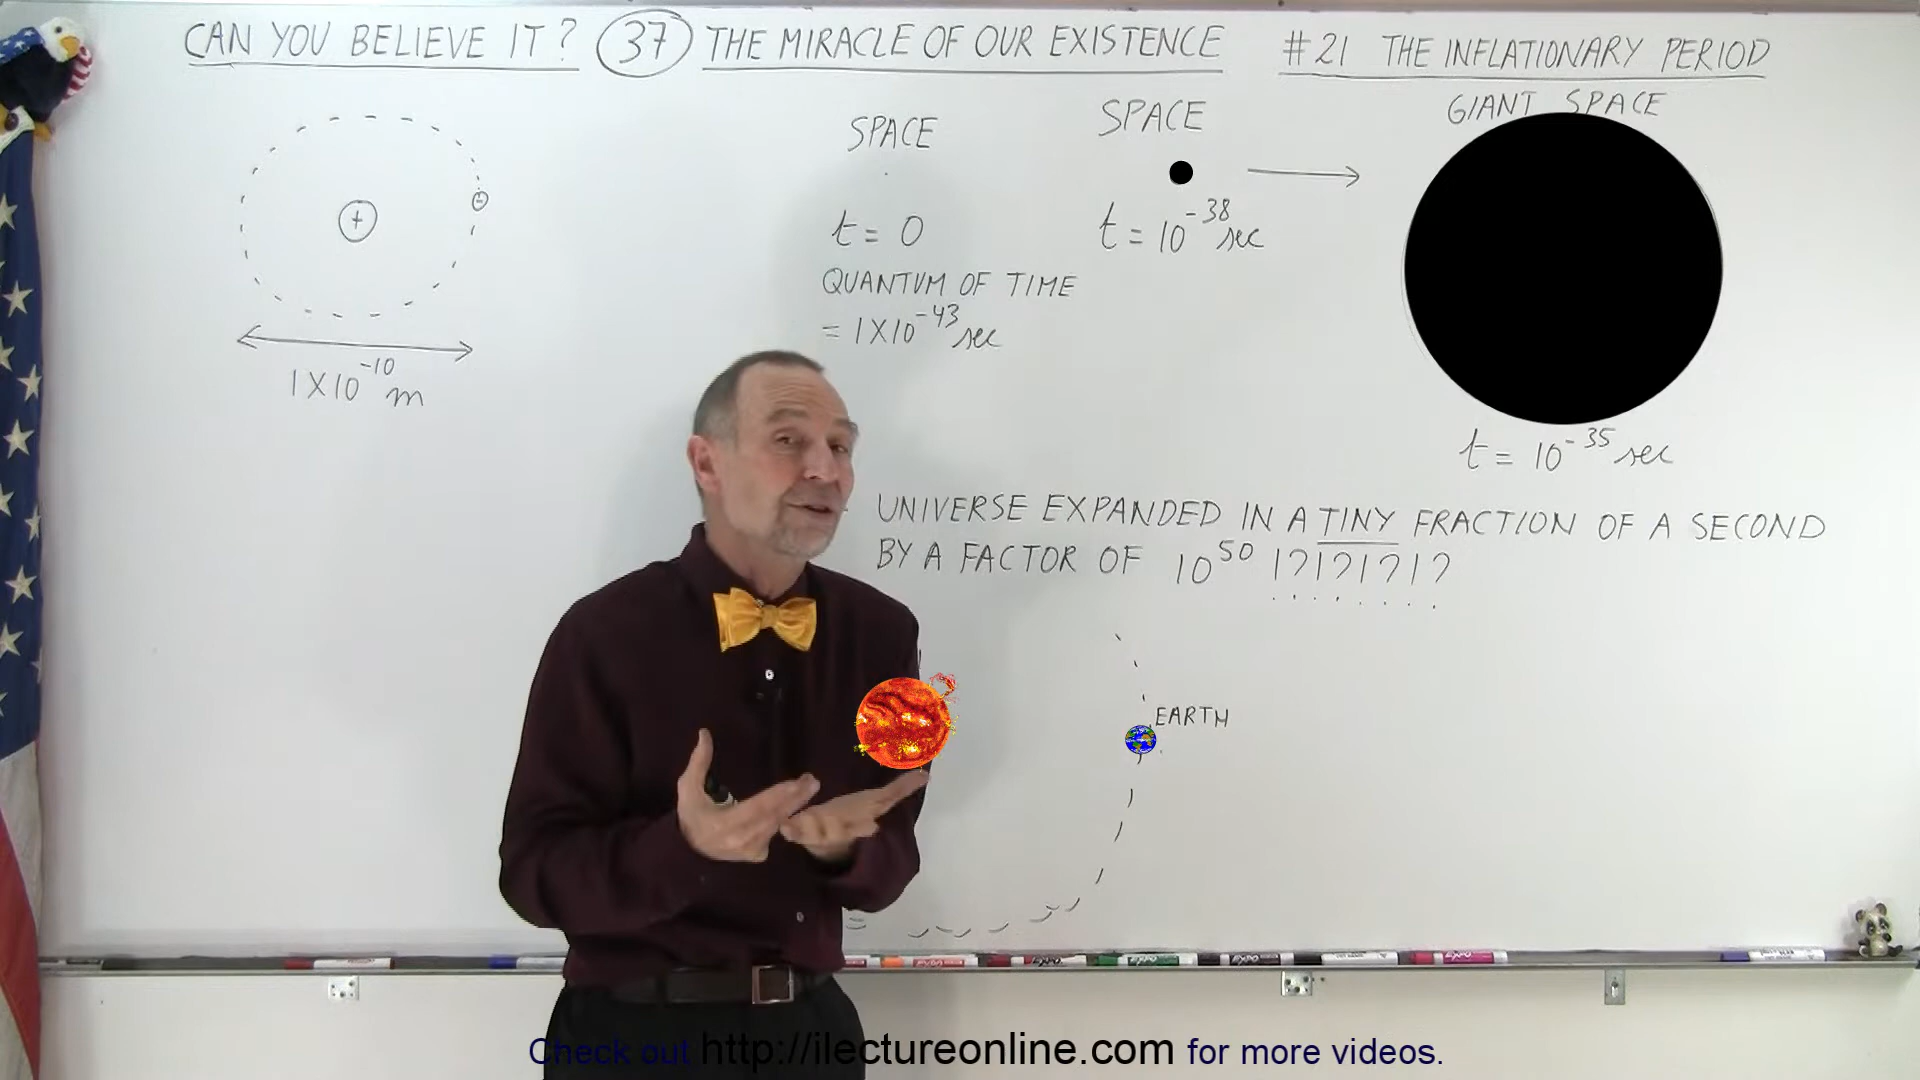 CAN YOU BELIEVE IT? 37 THE MIRACLE OF OUR EXISTENCE #21 THE INFLATIONARY PERIOD
SPACE
t = 0
QUANTUM OF TIME
= 1X10⁻⁴³ sec
SPACE
t = 10⁻³⁸ sec
GIANT SPACE
t = 10⁻³⁵ sec
+
-
1X10⁻¹⁰ m
UNIVERSE EXPANDED IN A TINY FRACTION OF A SECOND
BY A FACTOR OF 10⁵⁰ !?!?!?!?
EARTH
Check out http://ilectureonline.com for more videos.